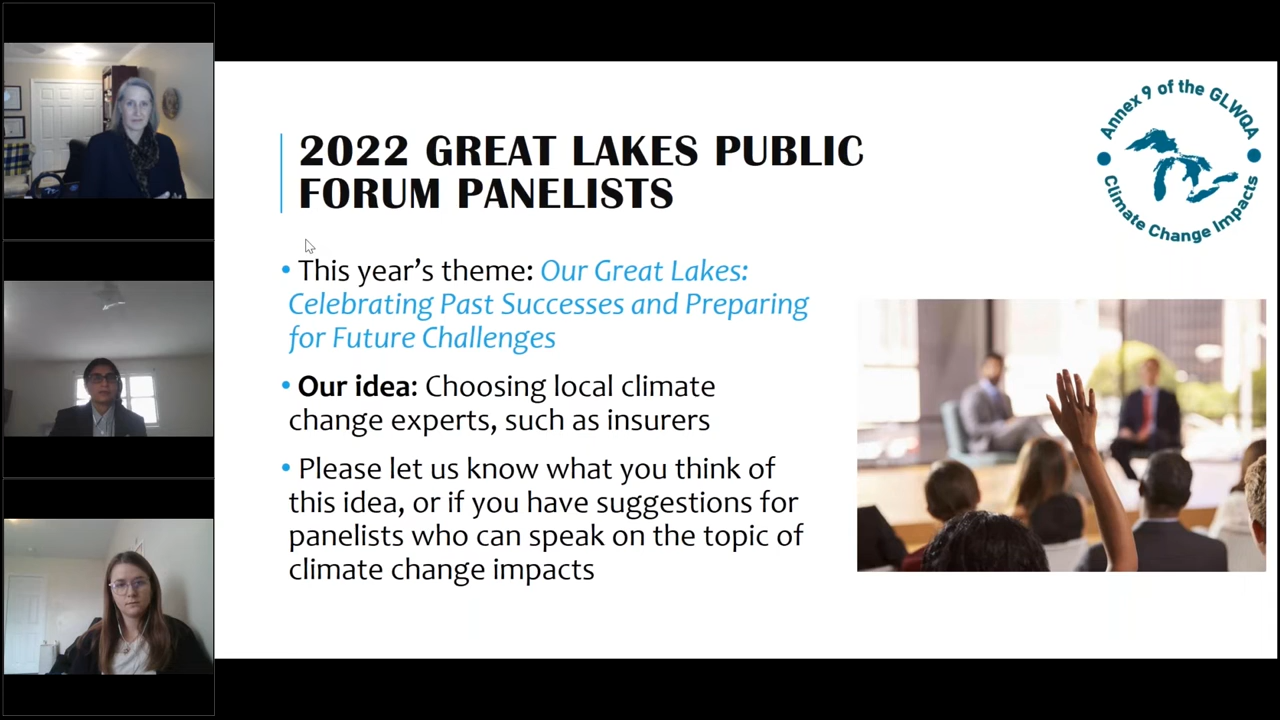 2022 GREAT LAKES PUBLIC
FORUM PANELISTS
Annex 9 of the GLWQA
Climate Change Impacts
• This year's theme: Our Great Lakes:
Celebrating Past Successes and Preparing
for Future Challenges
• Our idea: Choosing local climate
change experts, such as insurers
• Please let us know what you think of
this idea, or if you have suggestions for
panelists who can speak on the topic of
climate change impacts